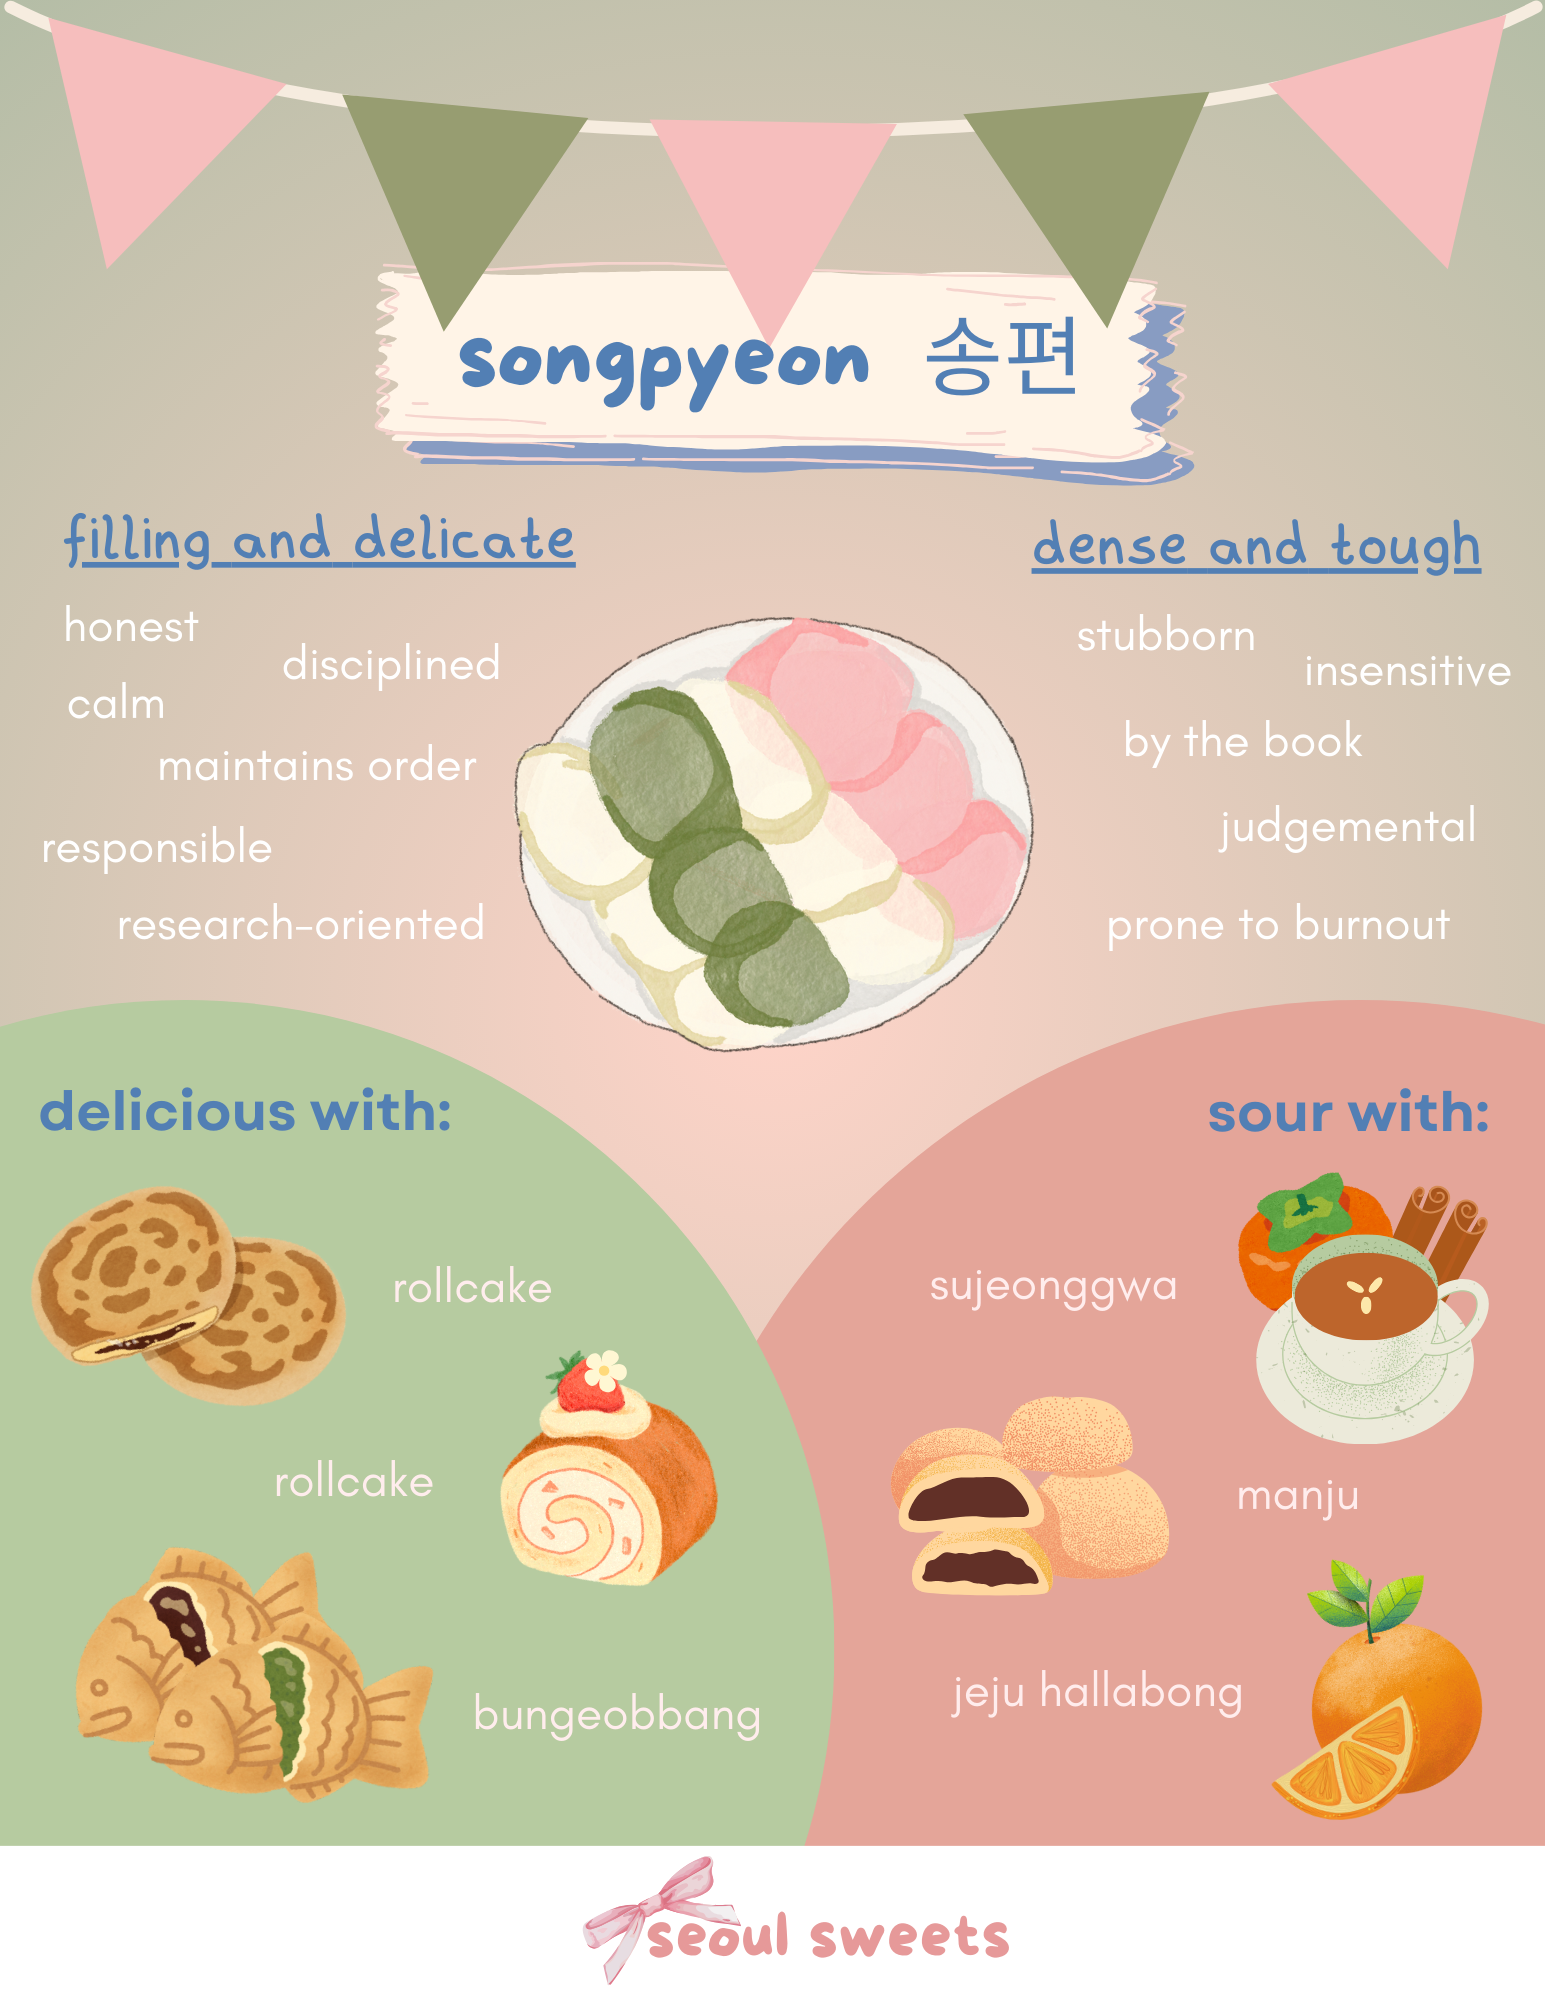 songpyeon 송편
filling and delicate
honest
disciplined
calm
maintains order
responsible
research-oriented
dense and tough
stubborn
insensitive
by the book
judgemental
prone to burnout
delicious with:
rollcake
rollcake
bungeobbang
sour with:
sujeonggwa
manju
jeju hallabong
seoul sweets